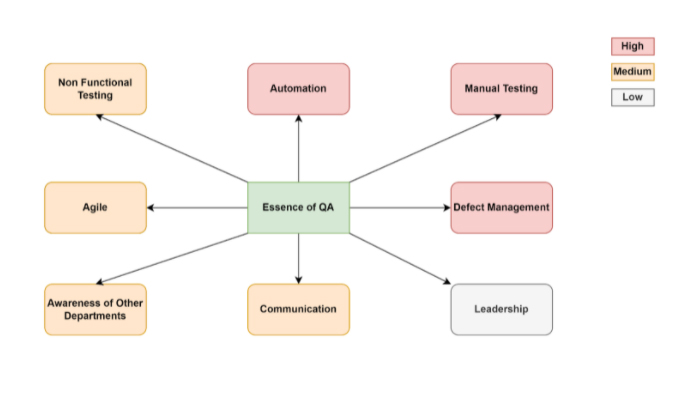 High
Medium
Low
Non Functional
Testing
Automation
Manual Testing
Agile
Essence of QA
Defect Management
Awareness of Other
Departments
Communication
Leadership